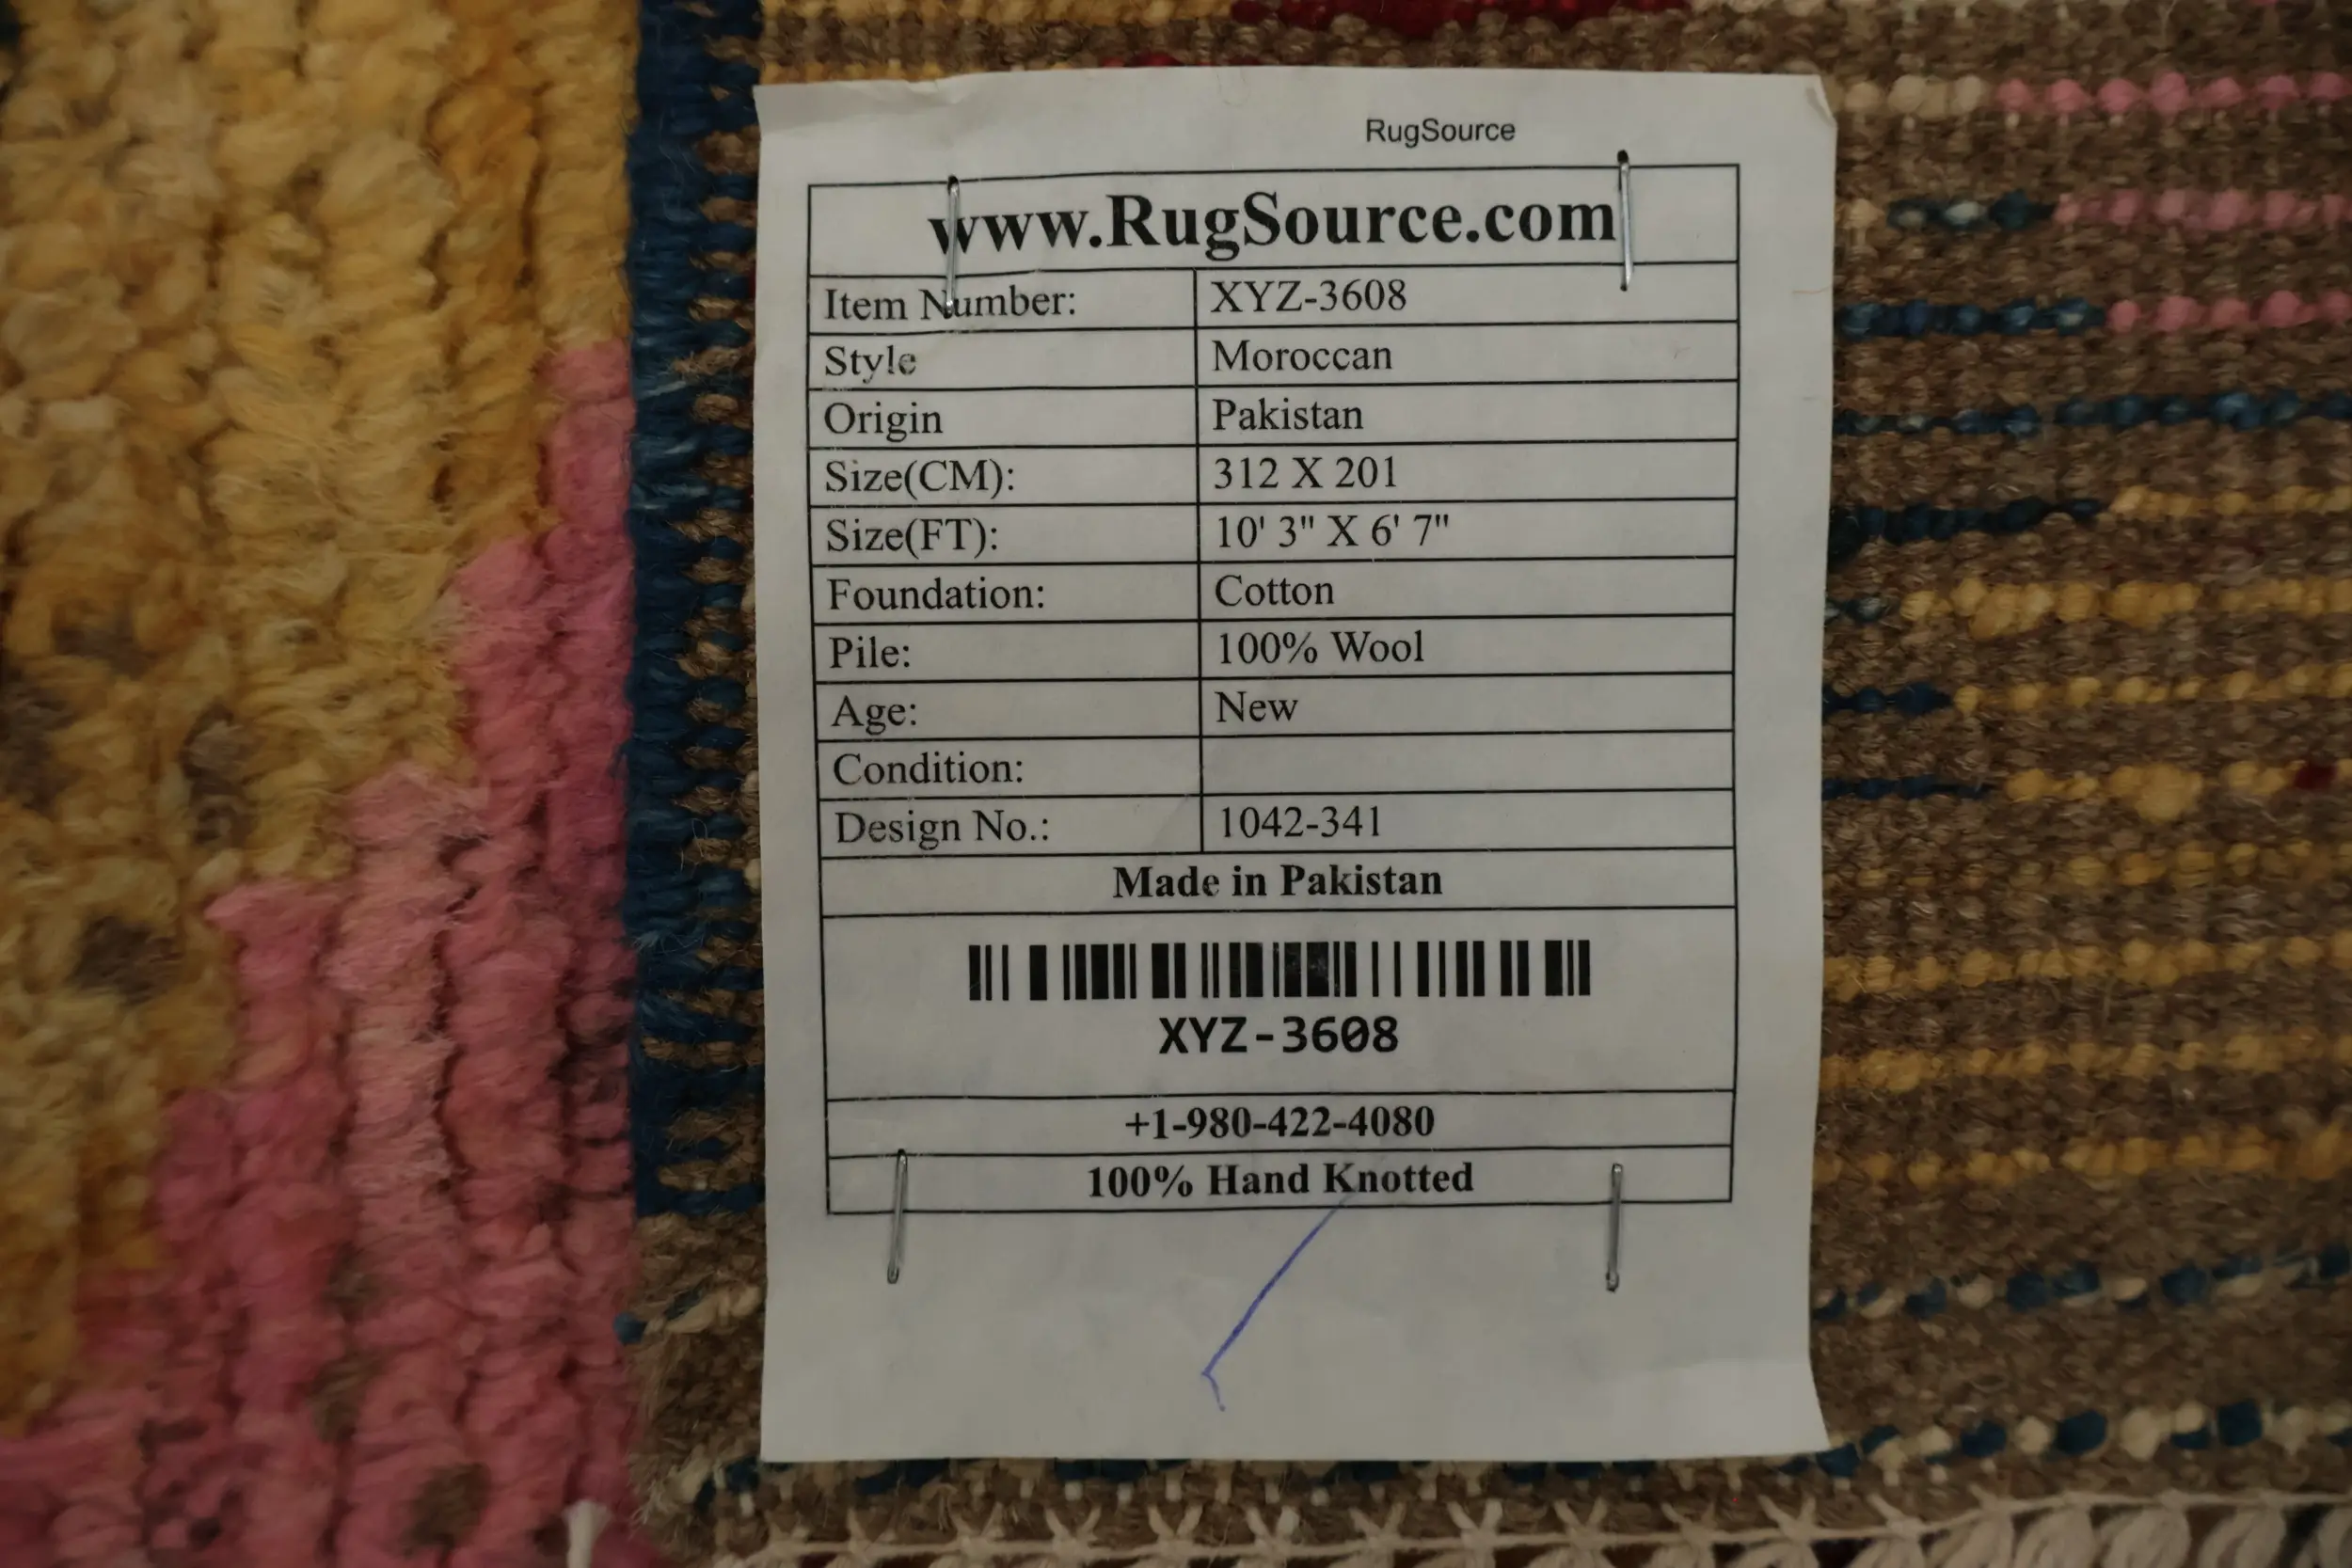 RugSource
www.RugSource.com
Item Number: XYZ-3608
Style Moroccan
Origin Pakistan
Size(CM): 312 X 201
Size(FT): 10' 3" X 6' 7"
Foundation: Cotton
Pile: 100% Wool
Age: New
Condition:
Design No.: 1042-341
Made in Pakistan
XYZ-3608
+1-980-422-4080
100% Hand Knotted